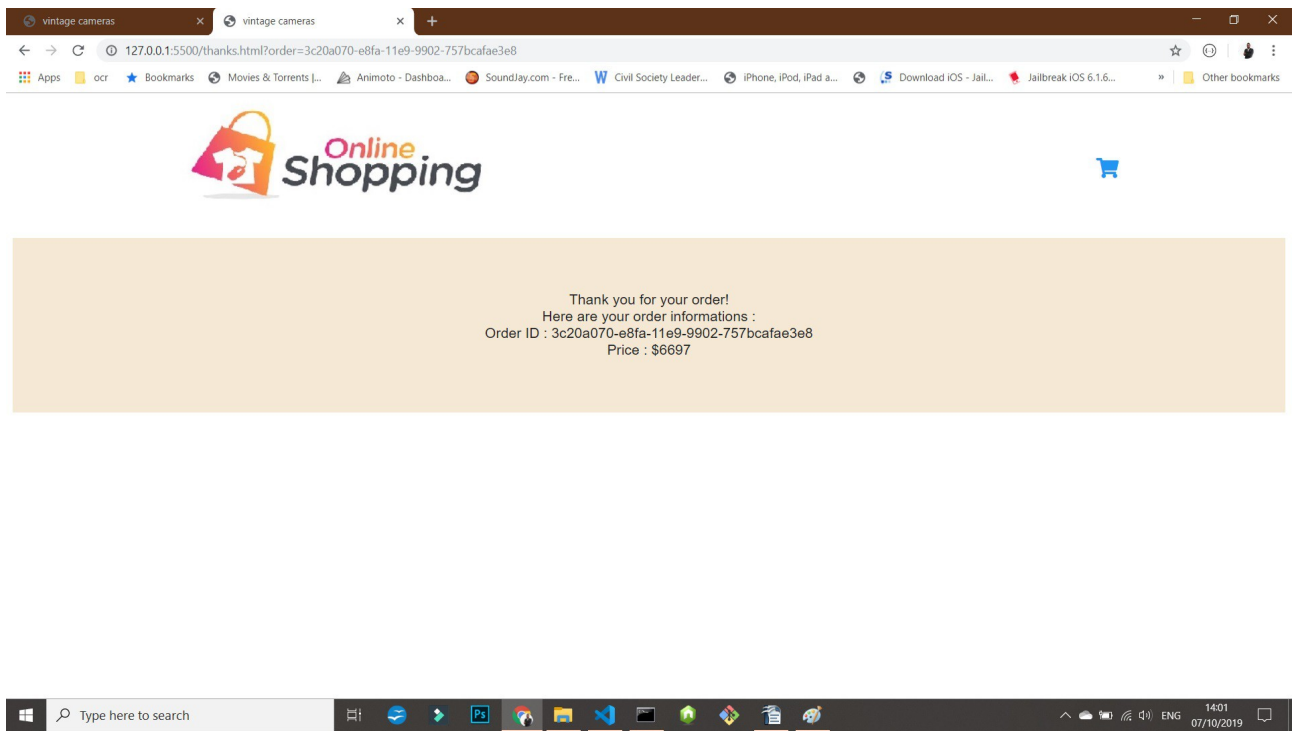 vintage cameras
vintage cameras
127.0.0.1:5500/thanks.html?order=3c20a070-e8fa-11e9-9902-757bcafae3e8
Apps ocr Bookmarks Movies & Torrents |... Animoto - Dashboa... SoundJay.com - Fre... W Civil Society Leader... iPhone, iPod, iPad a... S Download iOS - Jail... Jailbreak iOS 6.1.6... » Other bookmarks
Online
Shopping
Thank you for your order!
Here are your order informations :
Order ID : 3c20a070-e8fa-11e9-9902-757bcafae3e8
Price : $6697
Type here to search
Ps
ENG
14:01
07/10/2019